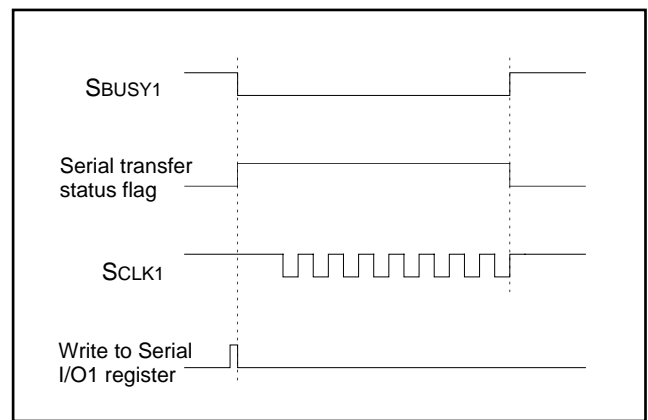 SBUSY1
Serial transfer
status flag
SCLK1
Write to Serial
I/O1 register